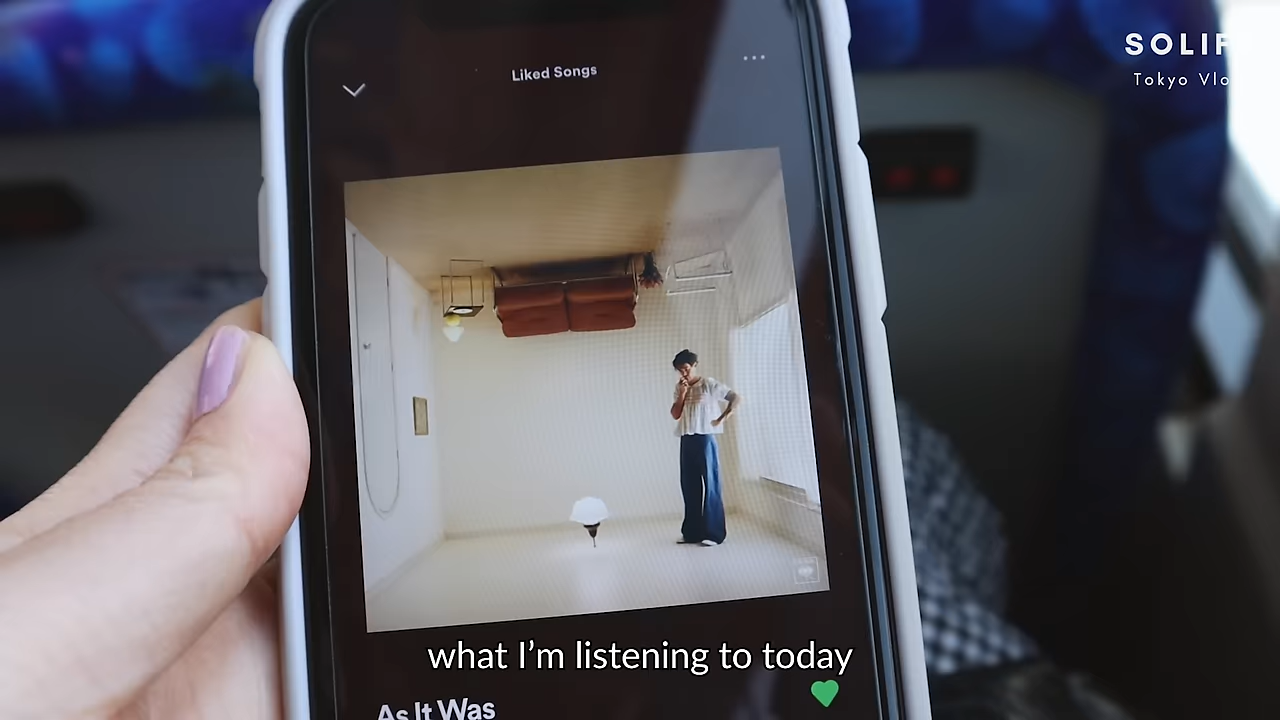 Liked Songs
SOLIF
Tokyo Vlo
what I'm listening to today
As It Was